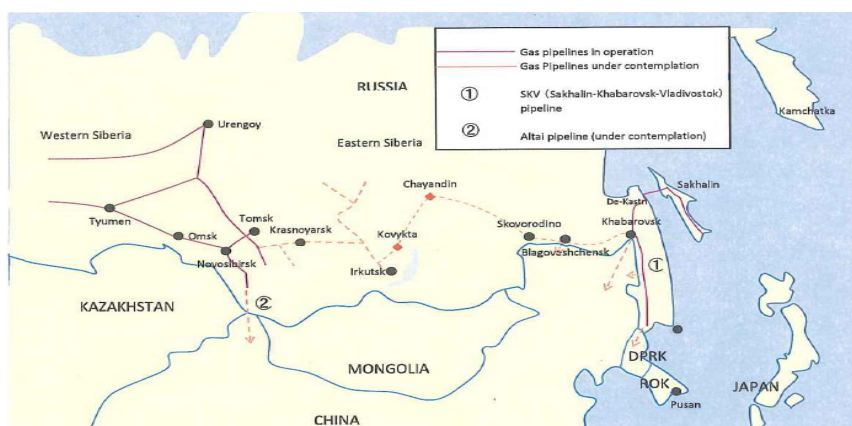 Gas pipelines in operation
Gas Pipelines under contemplation
① SKV (Sakhalin-Khabarovsk-Vladivostok)
pipeline
② Altai pipeline (under contemplation)
RUSSIA
Kamchatka
Urengoy
Western Siberia
Eastern Siberia
Chayandin
Sakhalin
De-Kastri
Tyumen
Tomsk
Krasnoyarsk
Skovorodino
Khabarovsk
Omsk
Kovykta
Novosibirsk
Blagoveshchensk
Irkutsk
①
KAZAKHSTAN
②
DPRK
MONGOLIA
ROK
JAPAN
Pusan
CHINA